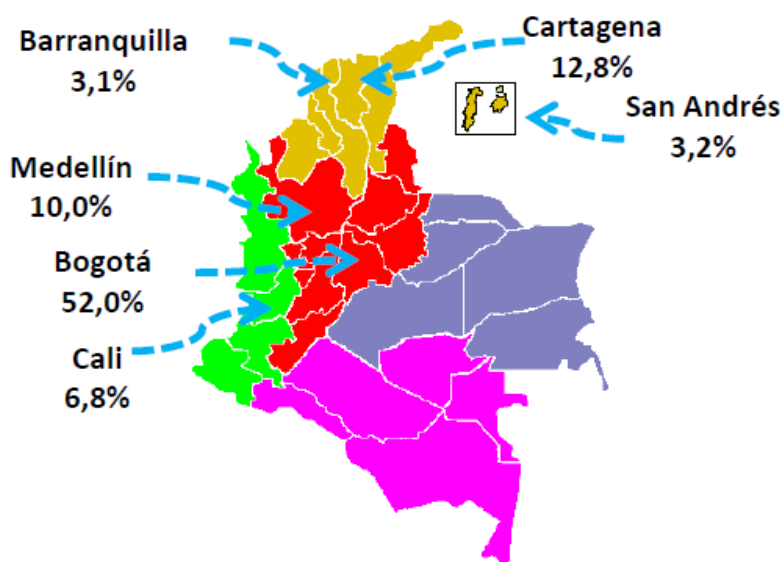 Barranquilla
3,1%
Cartagena
12,8%
San Andrés
3,2%
Medellín
10,0%
Bogotá
52,0%
Cali
6,8%